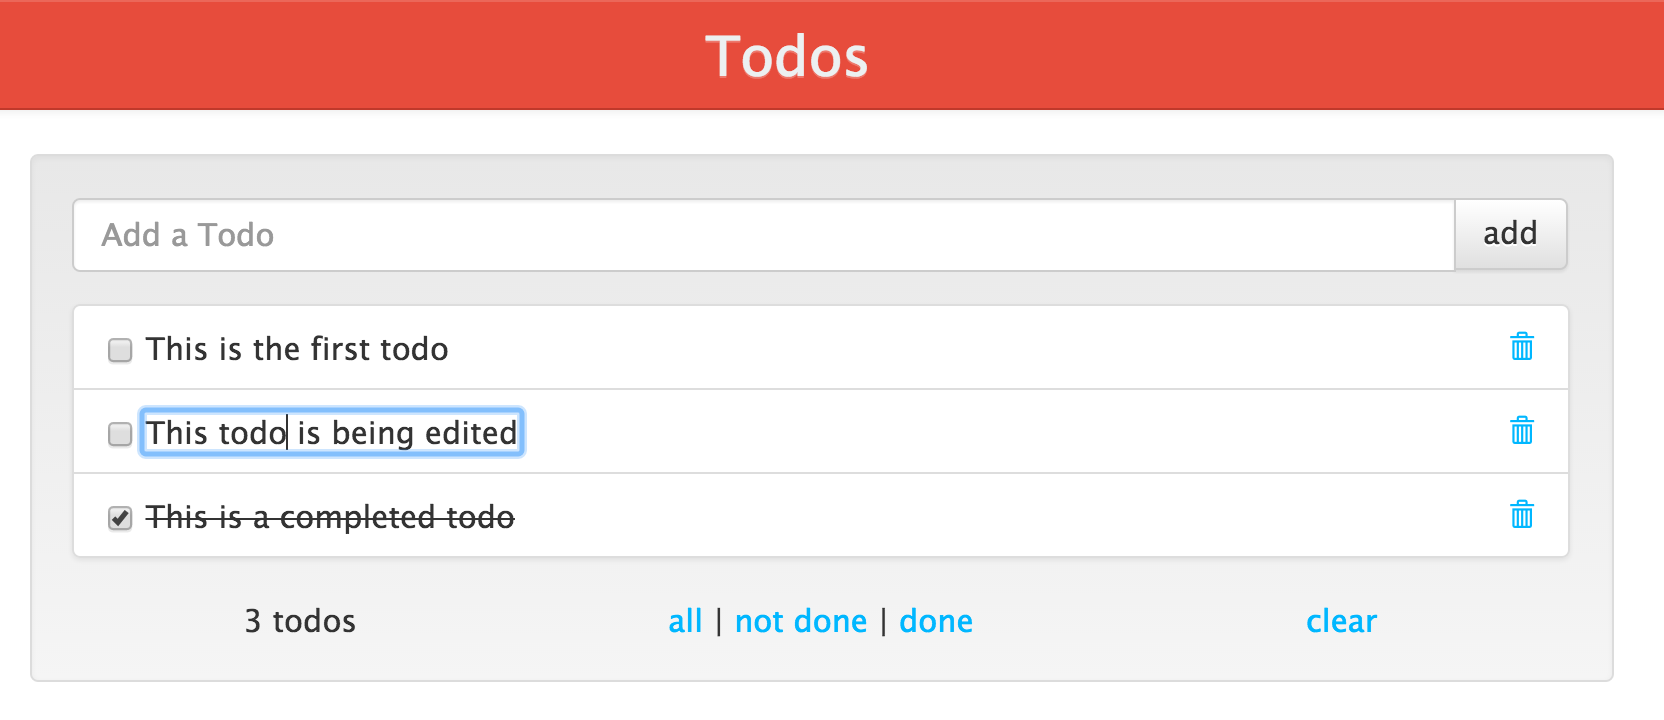 Todos
Add a Todo add
This is the first todo
This todo is being edited
This is a completed todo
3 todos all | not done | done clear